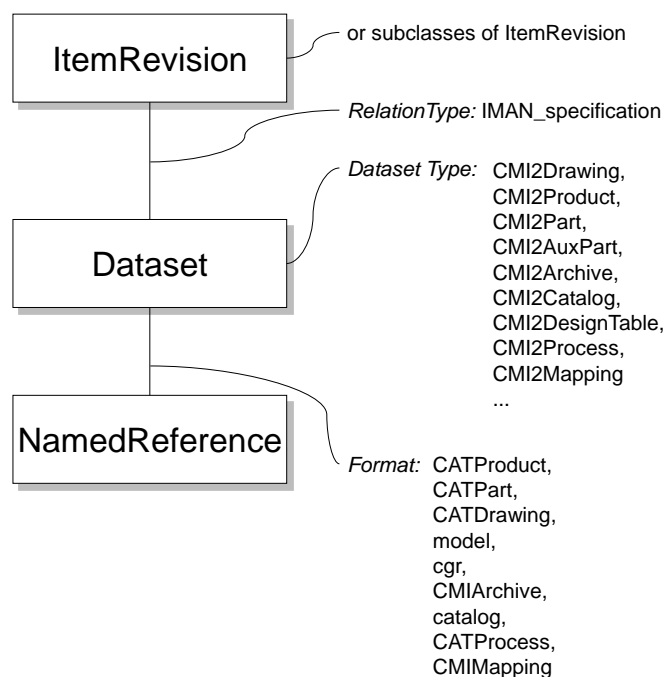 ItemRevision
or subclasses of ItemRevision
RelationType: IMAN_specification
Dataset
Dataset Type: CMI2Drawing,
CMI2Product,
CMI2Part,
CMI2AuxPart,
CMI2Archive,
CMI2Catalog,
CMI2DesignTable,
CMI2Process,
CMI2Mapping
...
NamedReference
Format: CATProduct,
CATPart,
CATDrawing,
model,
cgr,
CMIArchive,
catalog,
CATProcess,
CMIMapping